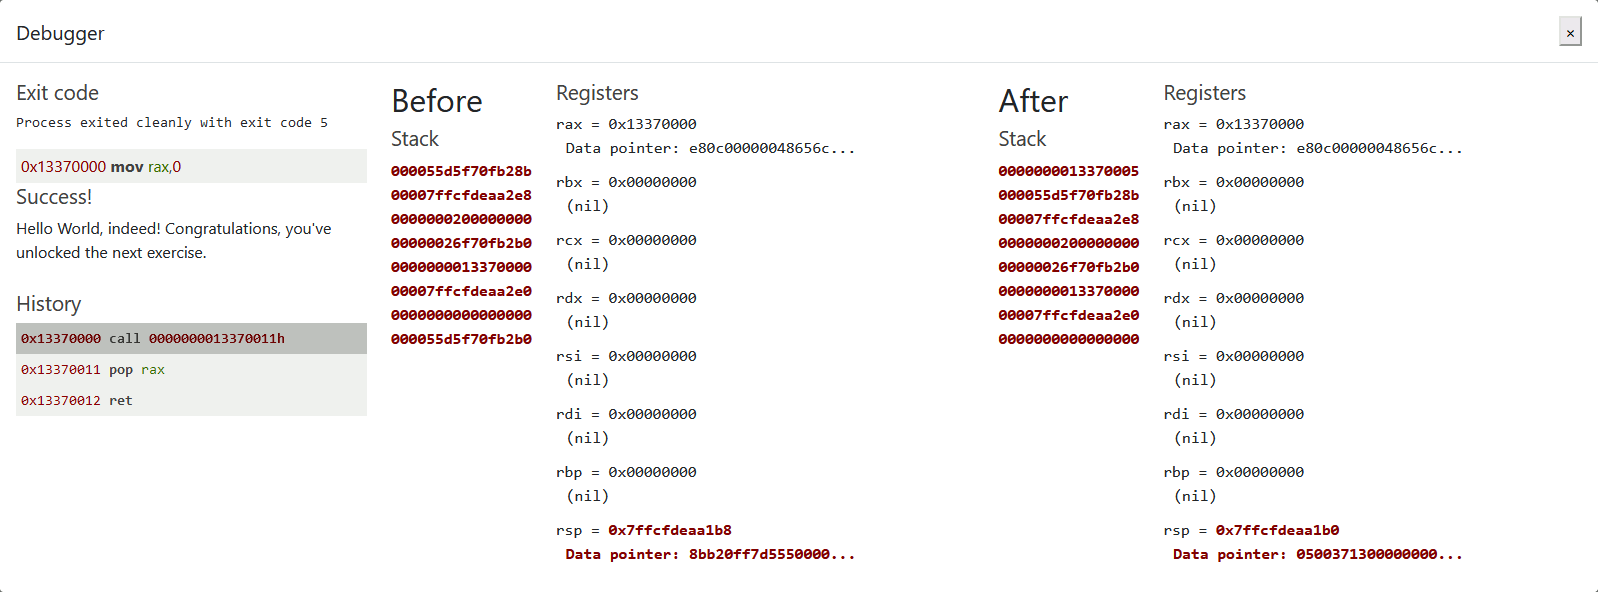 Debugger
×
Exit code
Process exited cleanly with exit code 5
0x13370000 mov rax,0
Success!
Hello World, indeed! Congratulations, you've
unlocked the next exercise.
History
0x13370000 call 0000000013370011h
0x13370011 pop rax
0x13370012 ret
Before
Stack
000055d5f70fb28b
00007ffcfdeaa2e8
0000000200000000
00000026f70fb2b0
0000000013370000
00007ffcfdeaa2e0
0000000000000000
000055d5f70fb2b0
Registers
rax = 0x13370000
Data pointer: e80c00000048656c...
rbx = 0x00000000
(nil)
rcx = 0x00000000
(nil)
rdx = 0x00000000
(nil)
rsi = 0x00000000
(nil)
rdi = 0x00000000
(nil)
rbp = 0x00000000
(nil)
rsp = 0x7ffcfdeaa1b8
Data pointer: 8bb20ff7d5550000...
After
Stack
0000000013370005
000055d5f70fb28b
00007ffcfdeaa2e8
0000000200000000
00000026f70fb2b0
0000000013370000
00007ffcfdeaa2e0
0000000000000000
Registers
rax = 0x13370000
Data pointer: e80c00000048656c...
rbx = 0x00000000
(nil)
rcx = 0x00000000
(nil)
rdx = 0x00000000
(nil)
rsi = 0x00000000
(nil)
rdi = 0x00000000
(nil)
rbp = 0x00000000
(nil)
rsp = 0x7ffcfdeaa1b0
Data pointer: 0500371300000000...